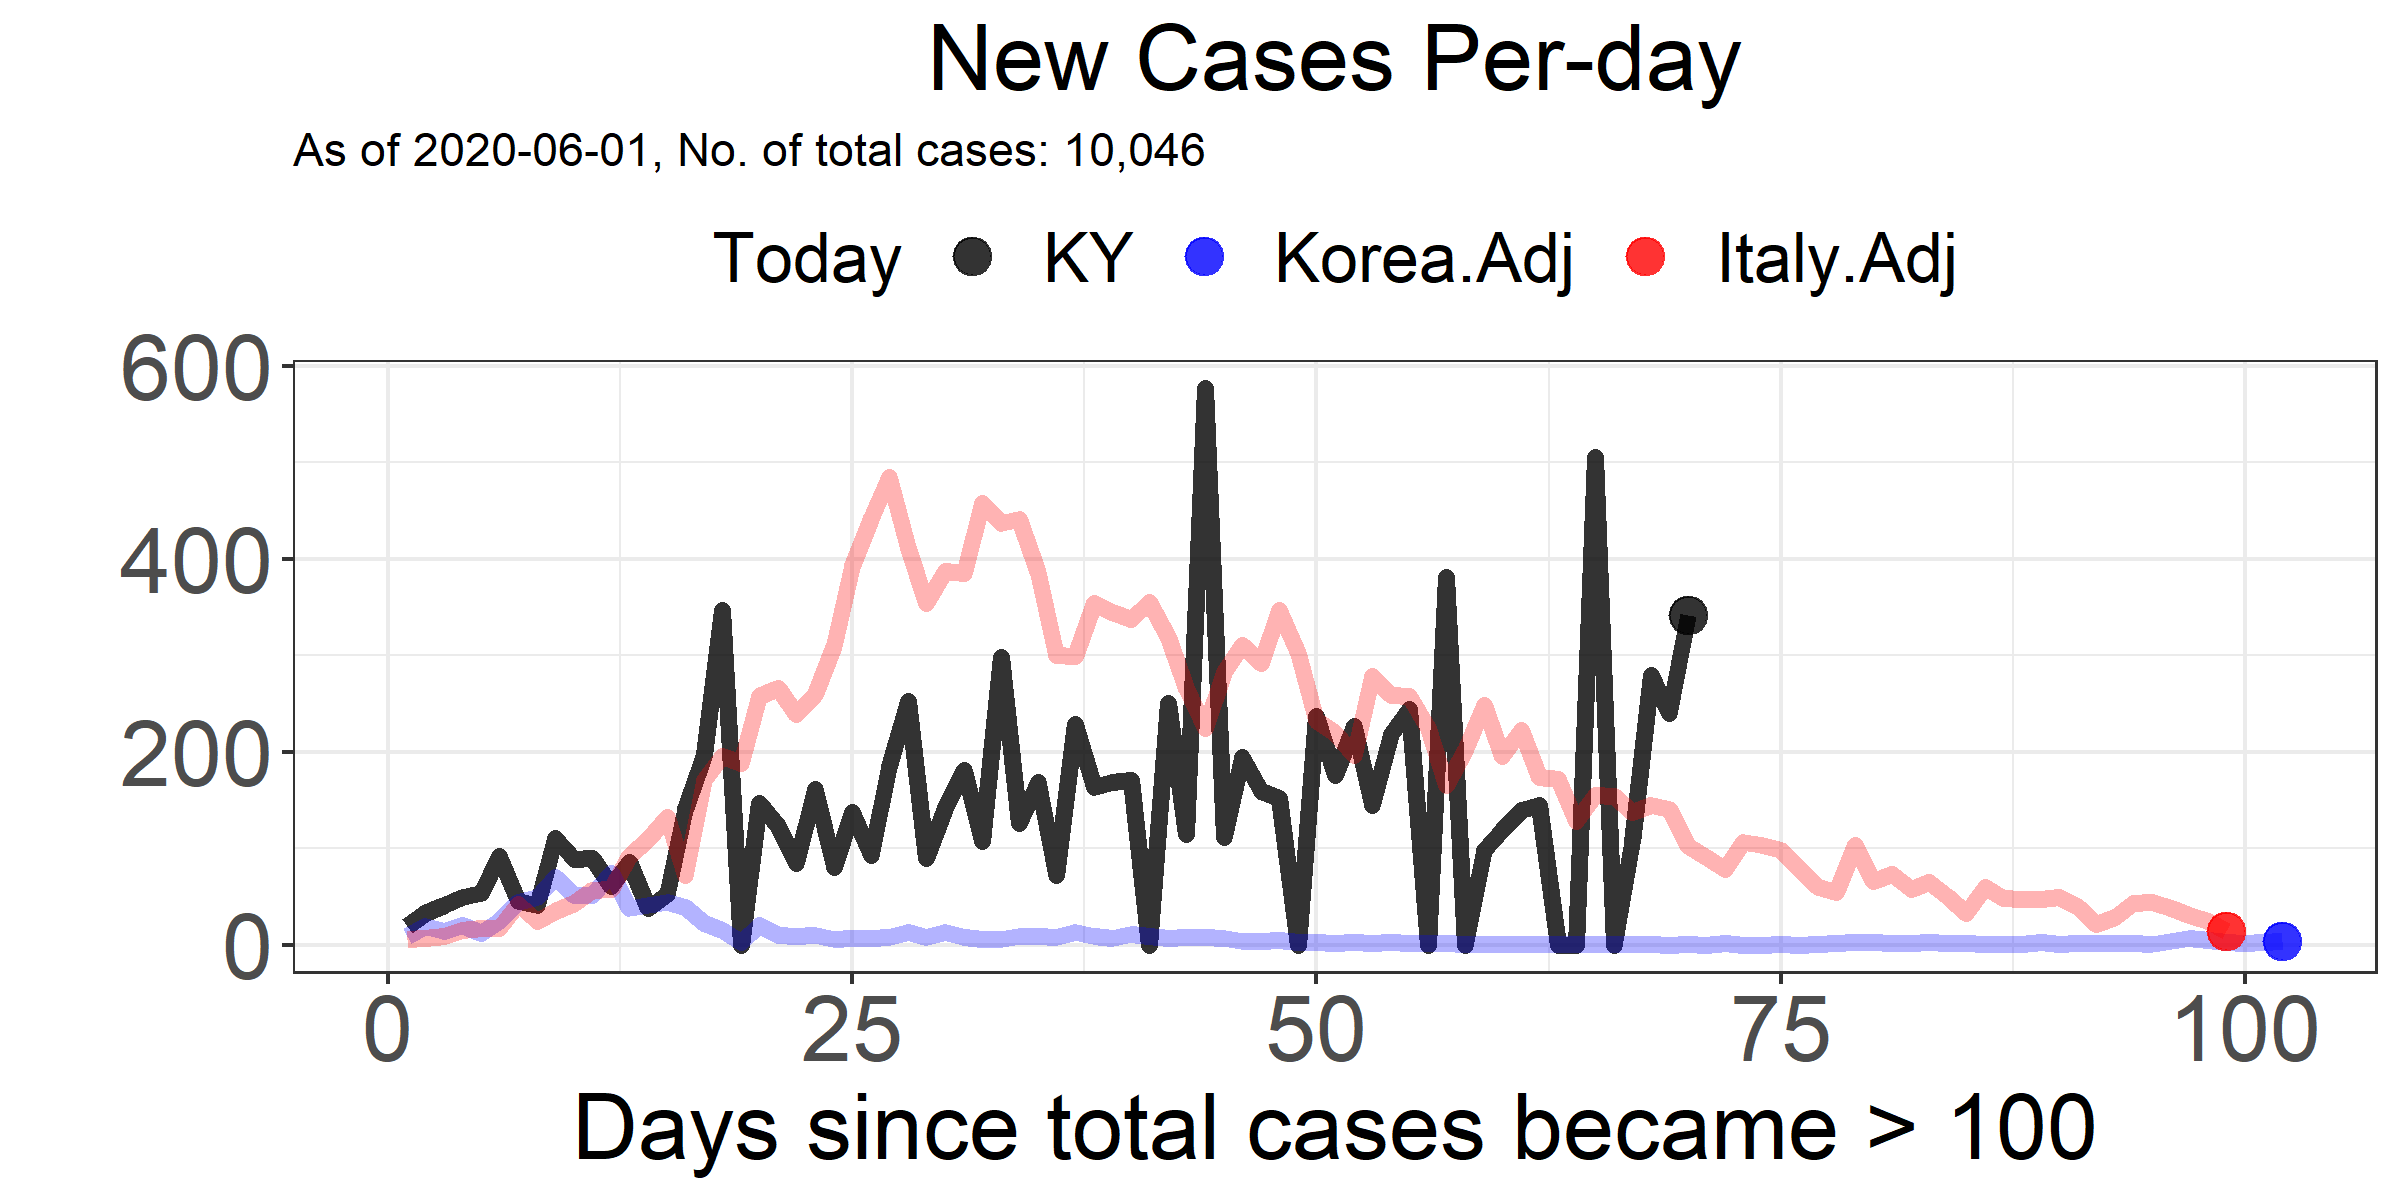 New Cases Per-day
As of 2020-06-01, No. of total cases: 10,046
Today KY Korea.Adj Italy.Adj
600
400
200
0
0 25 50 75 100
Days since total cases became > 100